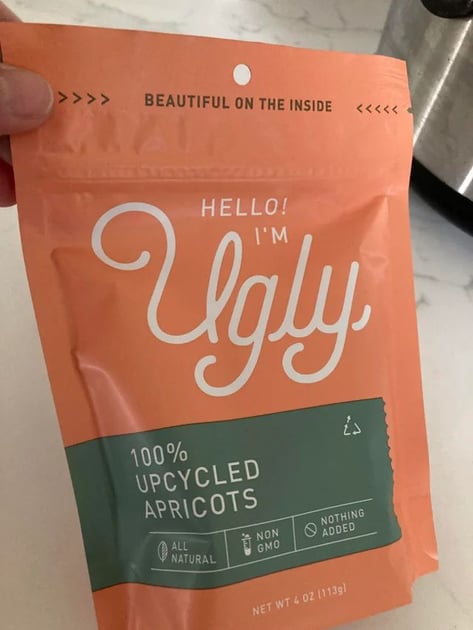 >>>> BEAUTIFUL ON THE INSIDE <<<<<
HELLO!
I'M
Ugly.
100%
UPCYCLED
APRICOTS
ALL
NATURAL
NON
GMO
NOTHING
ADDED
NET WT 4 OZ (113g)